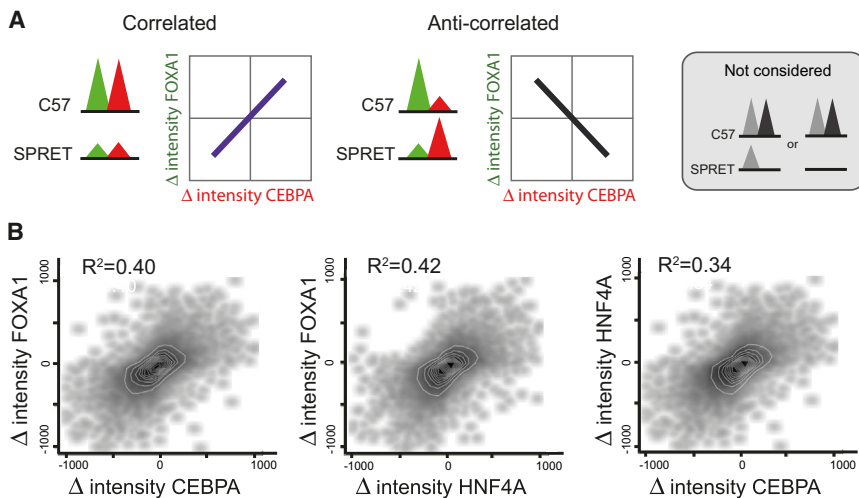 A
Correlated
C57
SPRET
Δ intensity FOXA1
Δ intensity CEBPA
Anti-correlated
C57
SPRET
Δ intensity FOXA1
Δ intensity CEBPA
Not considered
C57
or
SPRET
B
R²=0.40
Δ intensity FOXA1
1000
0
-1000
-1000
0
1000
Δ intensity CEBPA
R²=0.42
Δ intensity FOXA1
1000
0
-1000
-1000
0
1000
Δ intensity HNF4A
R²=0.34
Δ intensity HNF4A
1000
0
-1000
-1000
0
1000
Δ intensity CEBPA